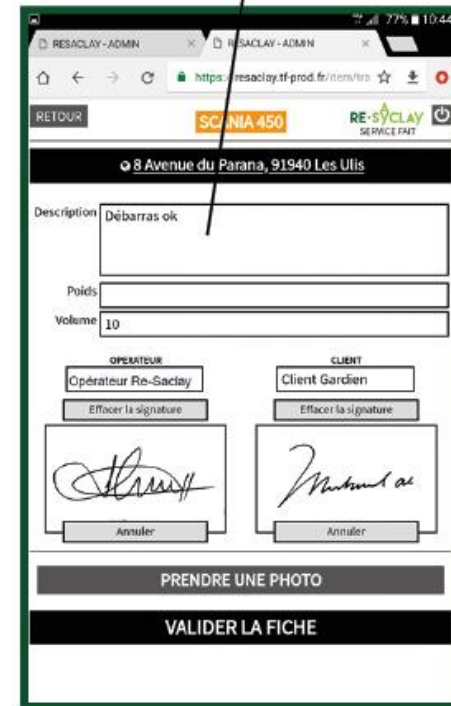 77% 10:44
RESACLAY-ADMIN × RESACLAY-ADMIN ×
https://resaclay.tf-prod.fr/item/tra
RETOUR
SCANIA 450
RE-SACLAY
SERVICE FAIT
8 Avenue du Parana, 91940 Les Ulis
Description Débarras ok
Poids
Volume 10
OPERATEUR CLIENT
Opérateur Re-Saclay Client Gardien
Effacer la signature Effacer la signature
Annuler Annuler
PRENDRE UNE PHOTO
VALIDER LA FICHE